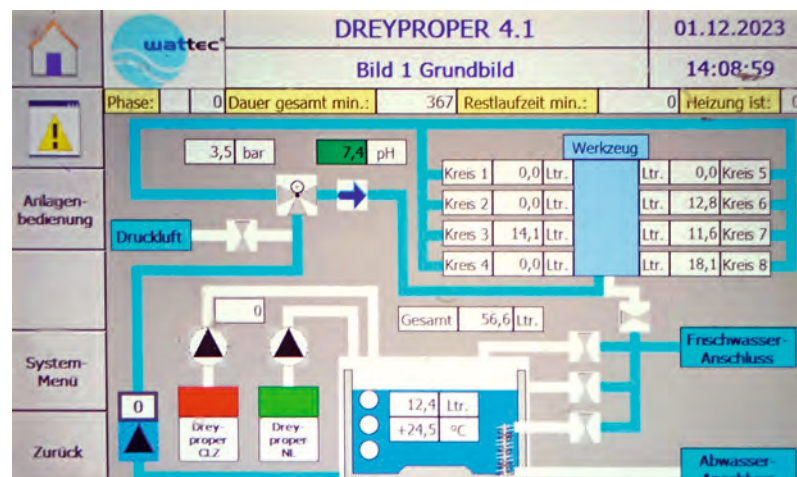 wattec
DREYPROPER 4.1
01.12.2023
Bild 1 Grundbild
14:08:59
Phase: 0 Dauer gesamt min.: 367 Restlaufzeit min.: 0 Heizung ist:
3,5 bar
7,4 pH
Werkzeug
Kreis 1 0,0 Ltr.
Ltr. 0,0 Kreis 5
Anlagen-
bedienung
Kreis 2 0,0 Ltr.
Ltr. 12,8 Kreis 6
Druckluft
Kreis 3 14,1 Ltr.
Ltr. 11,6 Kreis 7
Kreis 4 0,0 Ltr.
Ltr. 18,1 Kreis 8
0
Gesamt 56,6 Ltr.
Frischwasser-
Anschluss
System-
Menü
0
12,4 Ltr.
+24,5 °C
Drey-
proper
CLZ
Drey-
proper
NL
Zurück
Abwasser-